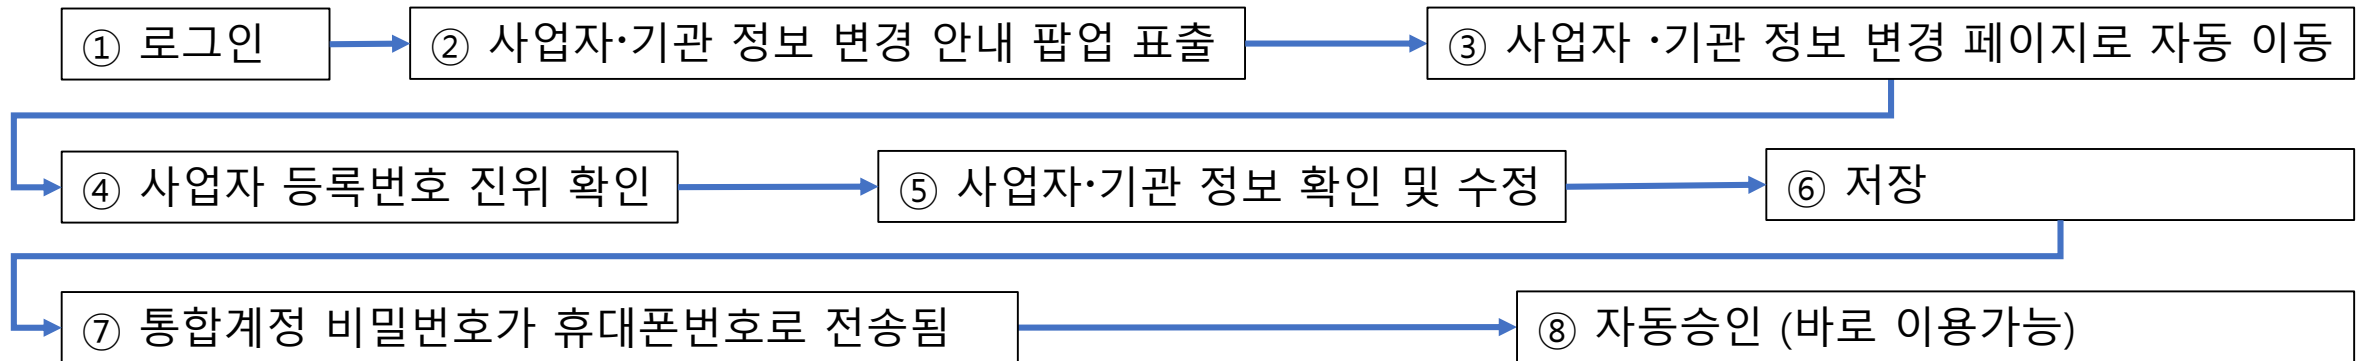 ① 로그인
② 사업자·기관 정보 변경 안내 팝업 표출
③ 사업자 ·기관 정보 변경 페이지로 자동 이동
④ 사업자 등록번호 진위 확인
⑤ 사업자·기관 정보 확인 및 수정
⑥ 저장
⑦ 통합계정 비밀번호가 휴대폰번호로 전송됨
⑧ 자동승인 (바로 이용가능)